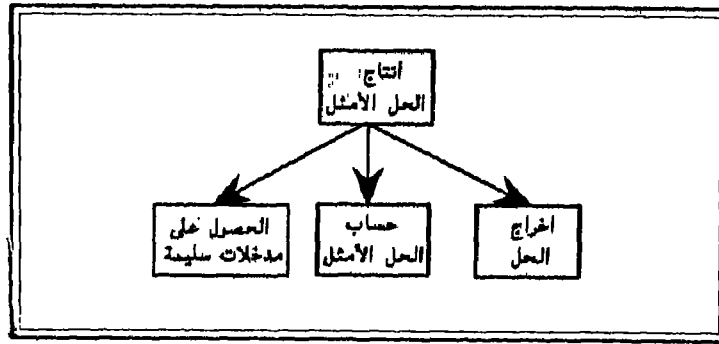 انتاج
الحل الأمثل
اخراج
الحل
حساب
الحل الأمثل
الحصول على
مدخلات سليمة